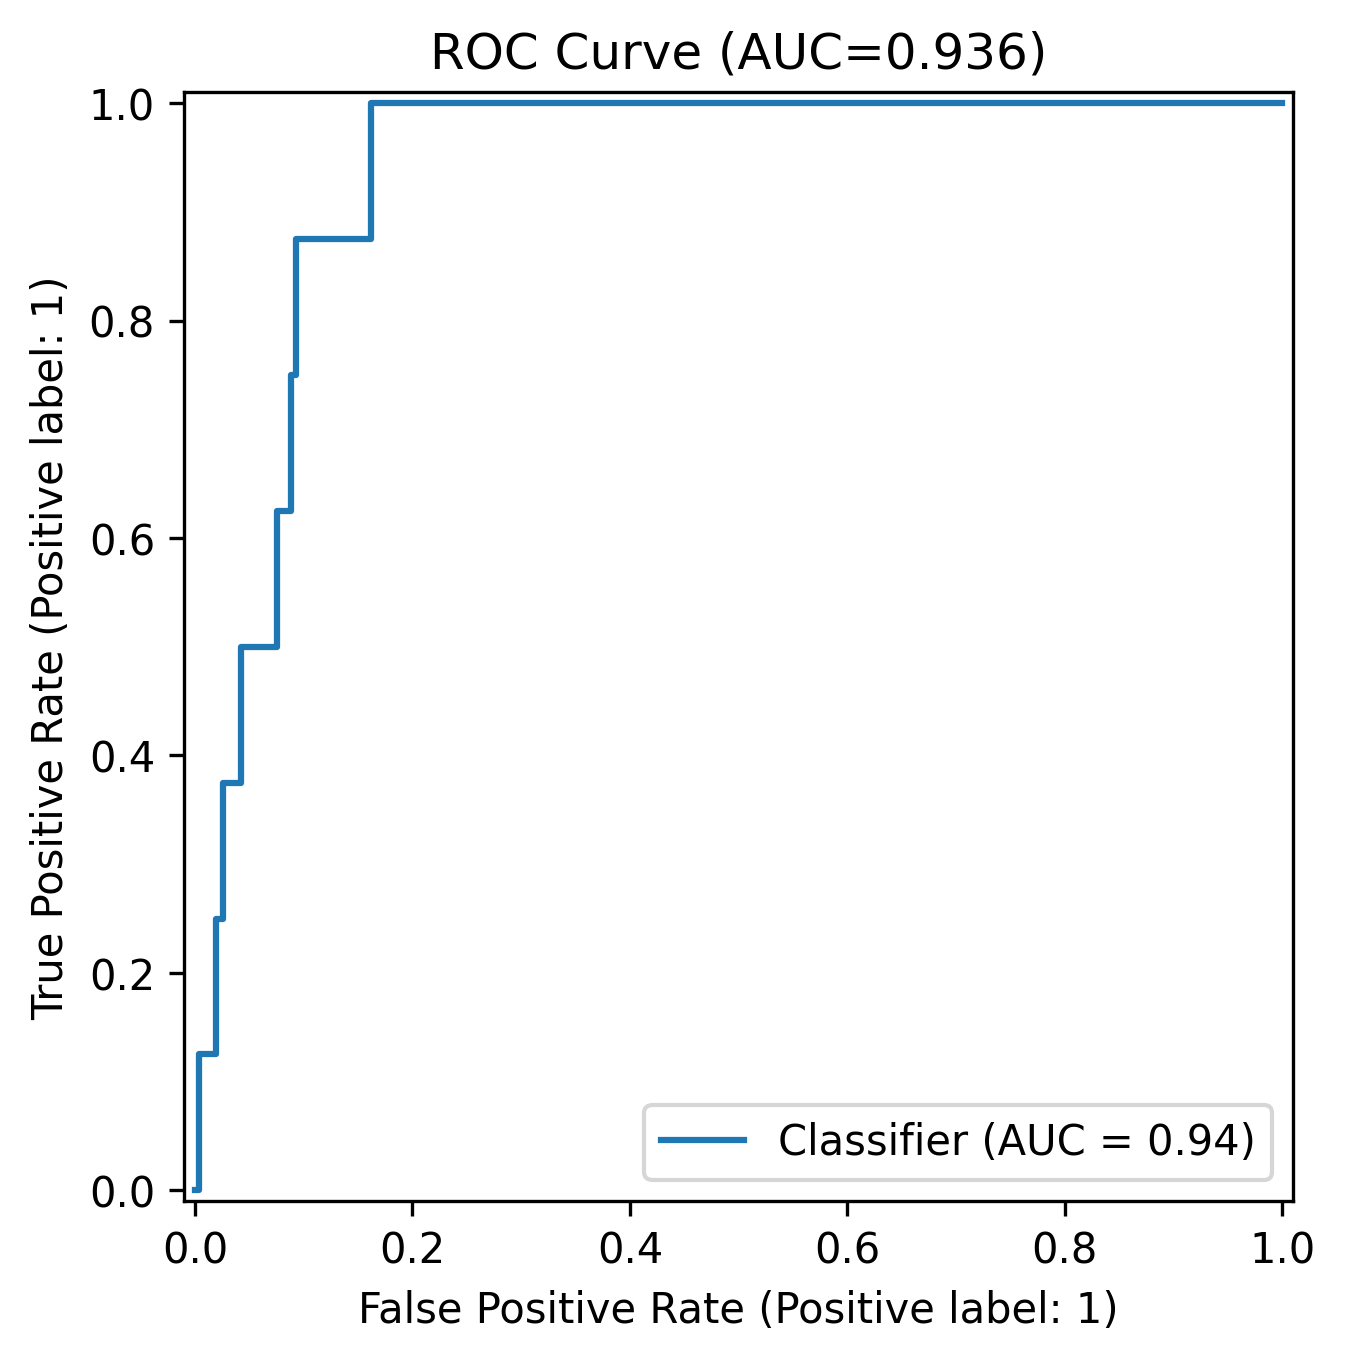 ROC Curve (AUC=0.936)
True Positive Rate (Positive label: 1)
1.0
0.8
0.6
0.4
0.2
0.0
Classifier (AUC = 0.94)
0.0 0.2 0.4 0.6 0.8 1.0
False Positive Rate (Positive label: 1)